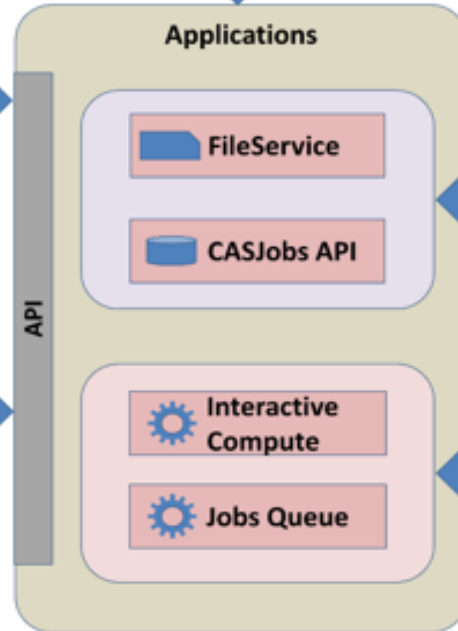 Applications
API
FileService
CASJobs API
Interactive
Compute
Jobs Queue